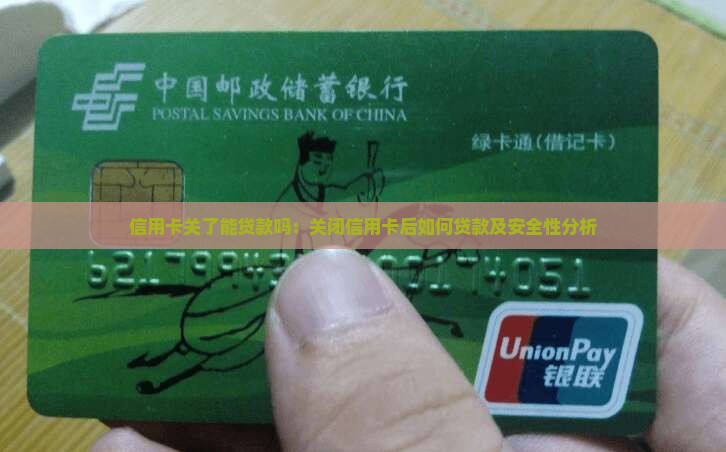 中国邮政储蓄银行
POSTAL SAVINGS BANK OF CHINA
绿卡通(借记卡)
信用卡关了能贷款吗：关闭信用卡后如何贷款及安全性分析
621799 74051
UnionPay
银联